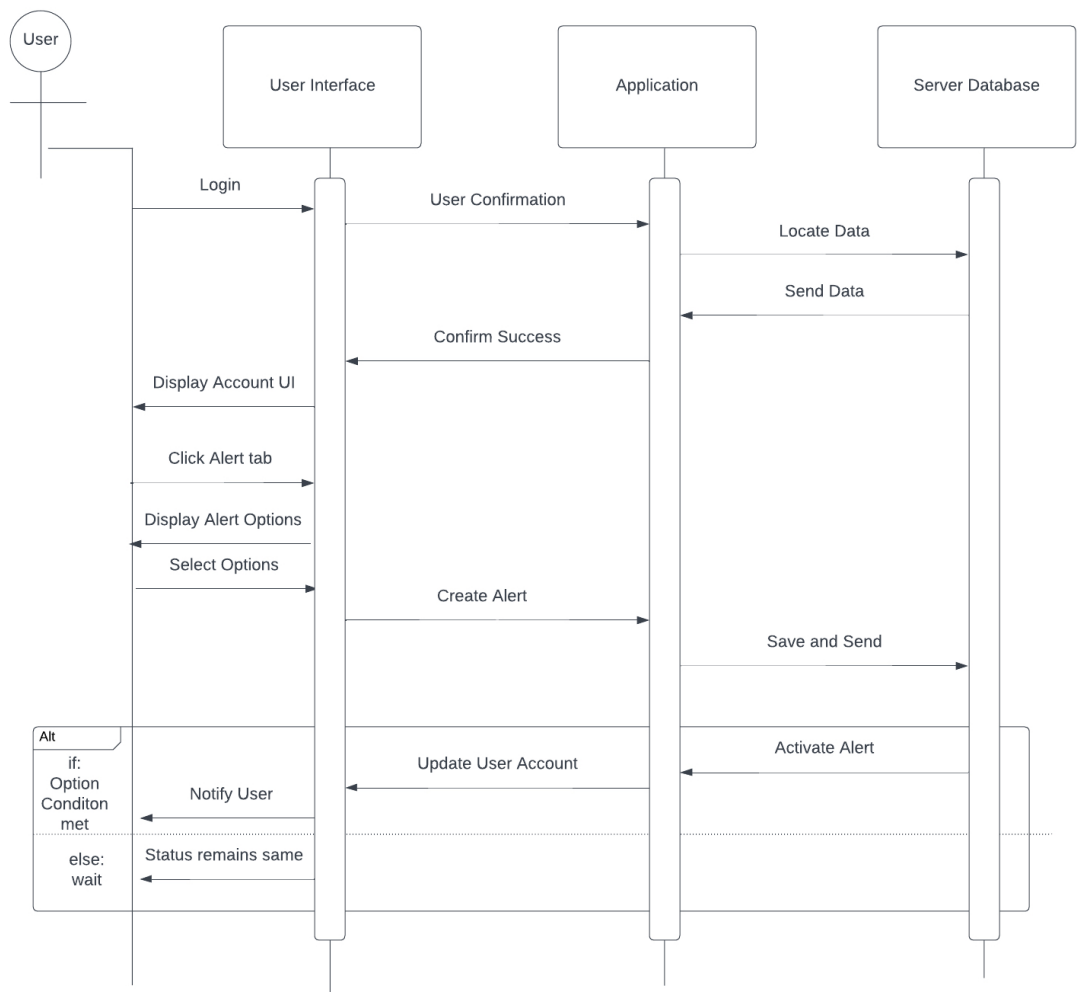 User
User Interface
Application
Server Database
Login
User Confirmation
Locate Data
Send Data
Confirm Success
Display Account UI
Click Alert tab
Display Alert Options
Select Options
Create Alert
Save and Send
Alt
if:
Option
Conditon
met
Activate Alert
Update User Account
Notify User
else:
wait
Status remains same